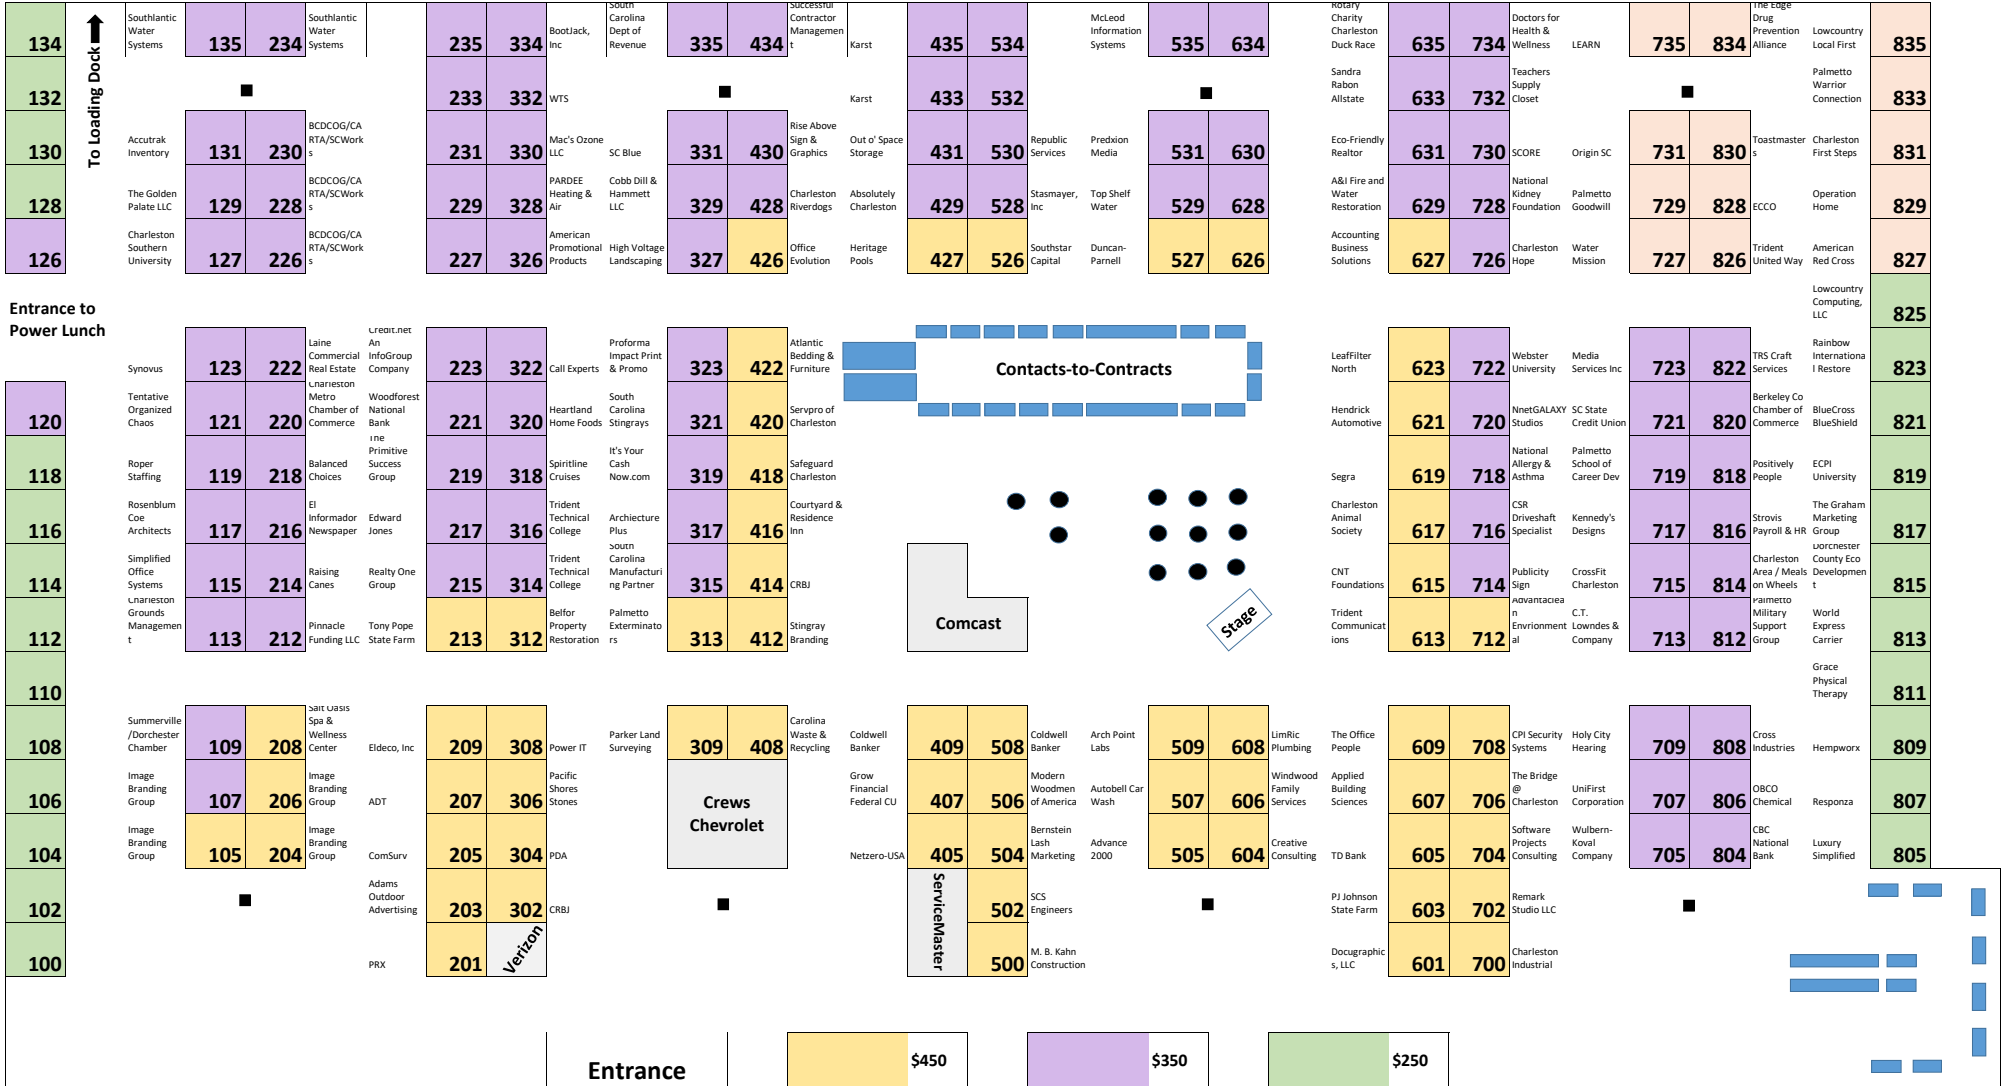 134
To Loading Dock
Southlantic
Water
Systems
135
234
Southlantic
Water
Systems
235
334
BootJack,
Inc
South
Carolina
Dept of
Revenue
335
434
Successful
Contractor
Managemen
t
Karst
435
534
McLeod
Information
Systems
535
634
Rotary
Charity
Charleston
Duck Race
635
734
Doctors for
Health &
Wellness
LEARN
735
834
The Edge
Drug
Prevention
Alliance
Lowcountry
Local First
835
132
233
332
WTS
Karst
433
532
Sandra
Rabon
Allstate
633
732
Teachers
Supply
Closet
Palmetto
Warrior
Connection
833
130
Accutrak
Inventory
131
230
BCDCOG/CA
RTA/SCWork
s
231
330
Mac's Ozone
LLC
SC Blue
331
430
Rise Above
Sign &
Graphics
Out o' Space
Storage
431
530
Republic
Services
Predxion
Media
531
630
Eco-Friendly
Realtor
631
730
SCORE
Origin SC
731
830
Toastmaster
s
Charleston
First Steps
831
128
The Golden
Palate LLC
129
228
BCDCOG/CA
RTA/SCWork
s
229
328
PARDEE
Heating &
Air
Cobb Dill &
Hammett
LLC
329
428
Charleston
Riverdogs
Absolutely
Charleston
429
528
Stasmayer,
Inc
Top Shelf
Water
529
628
A&I Fire and
Water
Restoration
629
728
National
Kidney
Foundation
Palmetto
Goodwill
729
828
ECCO
Operation
Home
829
126
Charleston
Southern
University
127
226
BCDCOG/CA
RTA/SCWork
s
227
326
American
Promotional
Products
High Voltage
Landscaping
327
426
Office
Evolution
Heritage
Pools
427
526
Southstar
Capital
Duncan-
Parnell
527
626
Accounting
Business
Solutions
627
726
Charleston
Hope
Water
Mission
727
826
Trident
United Way
American
Red Cross
827
Entrance to
Power Lunch
Lowcountry
Computing,
LLC
825
Synovus
123
222
Laine
Commercial
Real Estate
Credit.net
An
InfoGroup
Company
223
322
Call Experts
Proforma
Impact Print
& Promo
323
422
Atlantic
Bedding &
Furniture
Contacts-to-Contracts
LeafFilter
North
623
722
Webster
University
Media
Services Inc
723
822
TRS Craft
Services
Rainbow
Internationa
l Restore
823
120
Tentative
Organized
Chaos
121
220
Charleston
Metro
Chamber of
Commerce
Woodforest
National
Bank
221
320
Heartland
Home Foods
South
Carolina
Stingrays
321
420
Servpro of
Charleston
Hendrick
Automotive
621
720
NnetGALAXY
Studios
SC State
Credit Union
721
820
Berkeley Co
Chamber of
Commerce
BlueCross
BlueShield
821
118
Roper
Staffing
119
218
Balanced
Choices
The
Primitive
Success
Group
219
318
Spiritline
Cruises
It's Your
Cash
Now.com
319
418
Safeguard
Charleston
Segra
619
718
National
Allergy &
Asthma
Palmetto
School of
Career Dev
719
818
Positively
People
ECPI
University
819
116
Rosenblum
Coe
Architects
117
216
El
Informador
Newspaper
Edward
Jones
217
316
Trident
Technical
College
Archiecture
Plus
317
416
Courtyard &
Residence
Inn
Charleston
Animal
Society
617
716
CSR
Driveshaft
Specialist
Kennedy's
Designs
717
816
Strovis
Payroll & HR
The Graham
Marketing
Group
817
114
Simplified
Office
Systems
115
214
Raising
Canes
Realty One
Group
215
314
Trident
Technical
College
South
Carolina
Manufacturi
ng Partner
315
414
CRBJ
CNT
Foundations
615
714
Publicity
Sign
CrossFit
Charleston
715
814
Charleston
Area / Meals
on Wheels
Dorchester
County Eco
Developmen
t
815
112
Charleston
Grounds
Managemen
t
113
212
Pinnacle
Funding LLC
Tony Pope
State Farm
213
312
Belfor
Property
Restoration
Palmetto
Exterminato
rs
313
412
Stingray
Branding
Comcast
Stage
Trident
Communicat
ions
613
712
Advantaclea
n
Envrionment
al
C.T.
Lowndes &
Company
713
812
Palmetto
Military
Support
Group
World
Express
Carrier
813
110
Grace
Physical
Therapy
811
108
Summerville
/Dorchester
Chamber
109
208
Salt Oasis
Spa &
Wellness
Center
Eldeco, Inc
209
308
Power IT
Parker Land
Surveying
309
408
Carolina
Waste &
Recycling
Coldwell
Banker
409
508
Coldwell
Banker
Arch Point
Labs
509
608
LimRic
Plumbing
The Office
People
609
708
CPI Security
Systems
Holy City
Hearing
709
808
Cross
Industries
Hempworx
809
106
Image
Branding
Group
107
206
Image
Branding
Group
ADT
207
306
Pacific
Shores
Stones
Crews
Chevrolet
Grow
Financial
Federal CU
407
506
Modern
Woodmen
of America
Autobell Car
Wash
507
606
Windwood
Family
Services
Applied
Building
Sciences
607
706
The Bridge
@
Charleston
UniFirst
Corporation
707
806
OBCO
Chemical
Responza
807
104
Image
Branding
Group
105
204
Image
Branding
Group
ComSurv
205
304
PDA
Netzero-USA
405
504
Bernstein
Lash
Marketing
Advance
2000
505
604
Creative
Consulting
TD Bank
605
704
Software
Projects
Consulting
Wulbern-
Koval
Company
705
804
CBC
National
Bank
Luxury
Simplified
805
102
Adams
Outdoor
Advertising
203
302
CRBJ
ServiceMaster
502
SCS
Engineers
PJ Johnson
State Farm
603
702
Remark
Studio LLC
100
PRX
201
Verizon
500
M. B. Kahn
Construction
Docugraphic
s, LLC
601
700
Charleston
Industrial
Entrance
$450
$350
$250